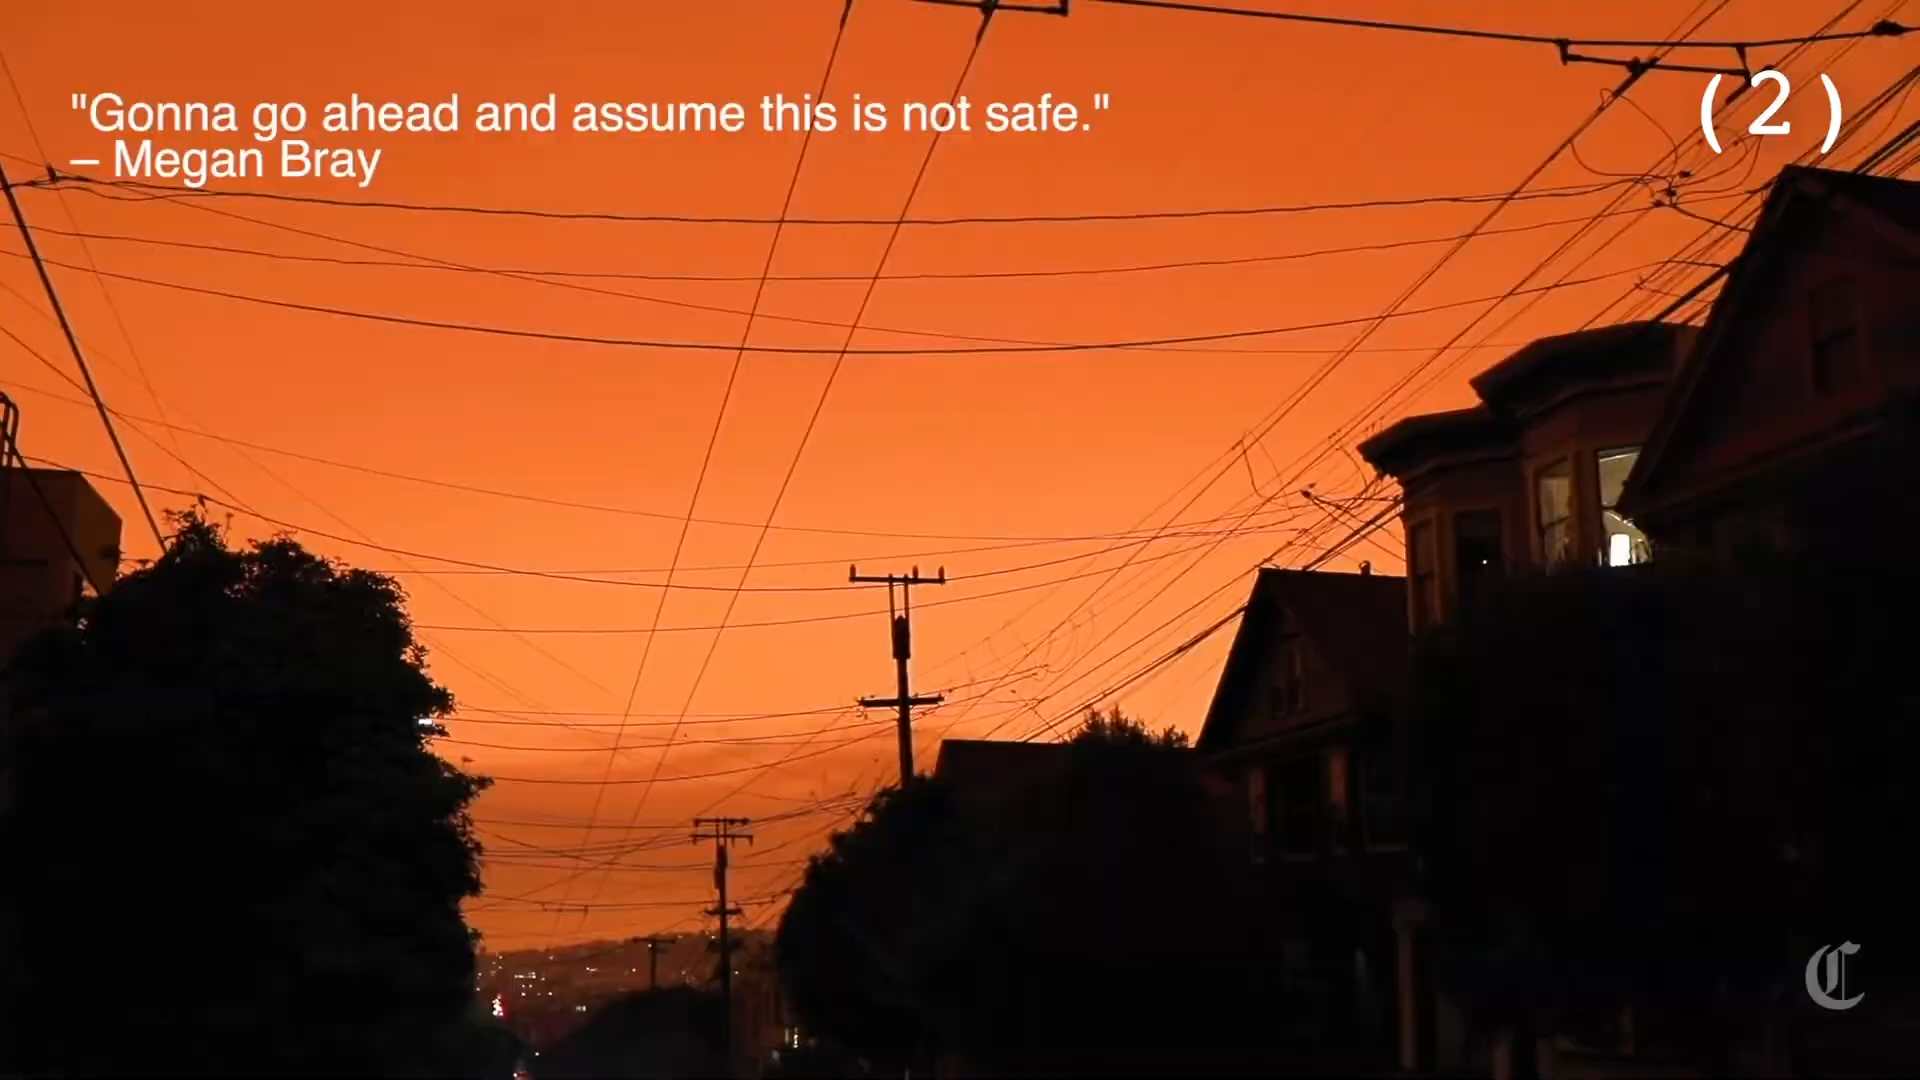 "Gonna go ahead and assume this is not safe."
– Megan Bray
(2)
C